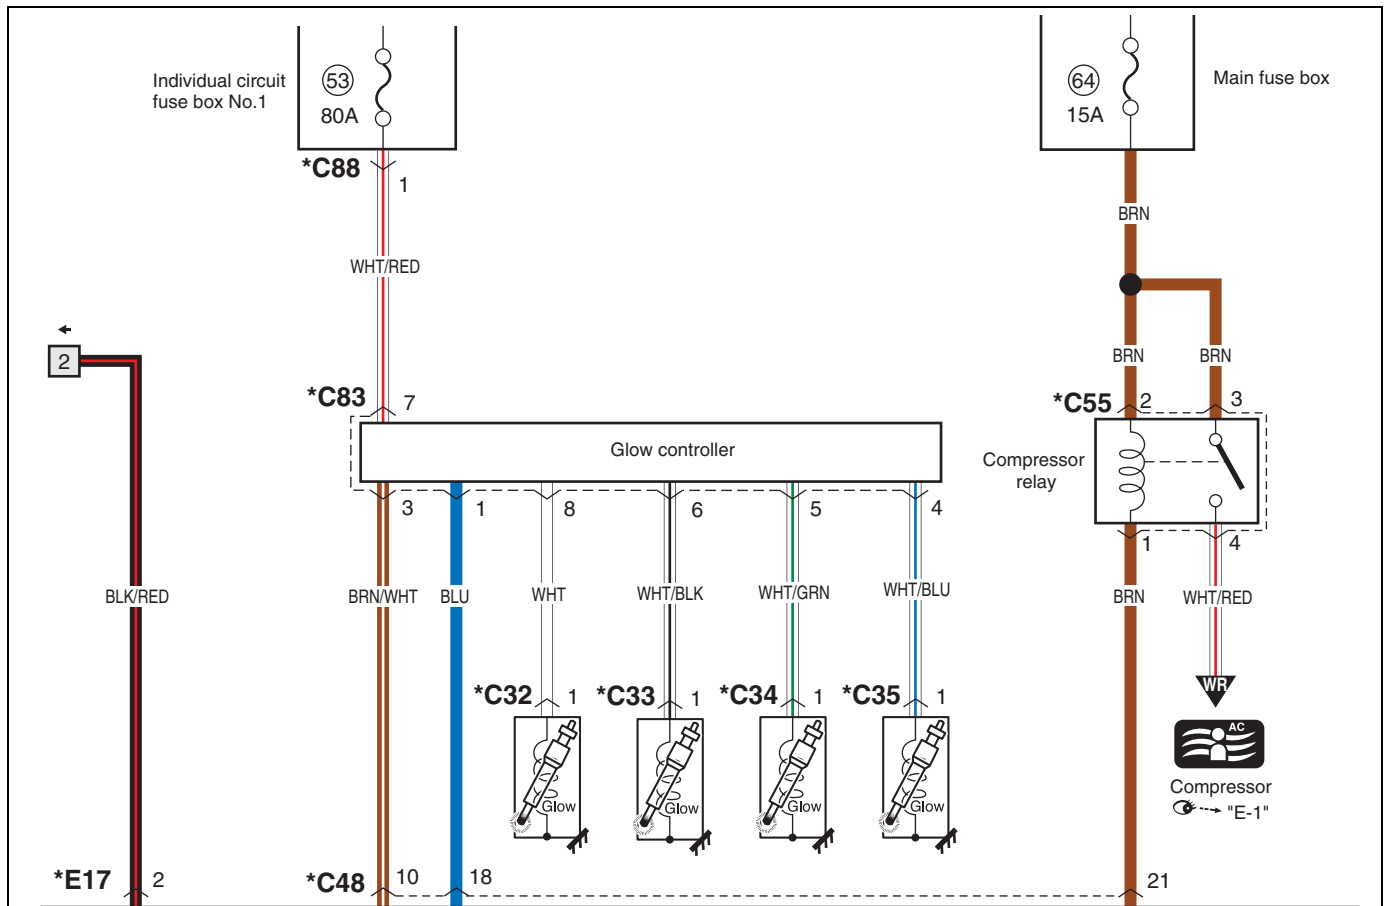 Individual circuit
fuse box No.1
53
80A
64
15A
Main fuse box
*C88
1
BRN
WHT/RED
2
BRN
BRN
*C83
7
*C55
2
3
Glow controller
Compressor
relay
3
1
8
6
5
4
1
4
BLK/RED
BRN/WHT
BLU
WHT
WHT/BLK
WHT/GRN
WHT/BLU
BRN
WHT/RED
*C32
1
*C33
1
*C34
1
*C35
1
WR
AC
Compressor
"E-1"
Glow
Glow
Glow
Glow
*E17
2
*C48
10
18
21